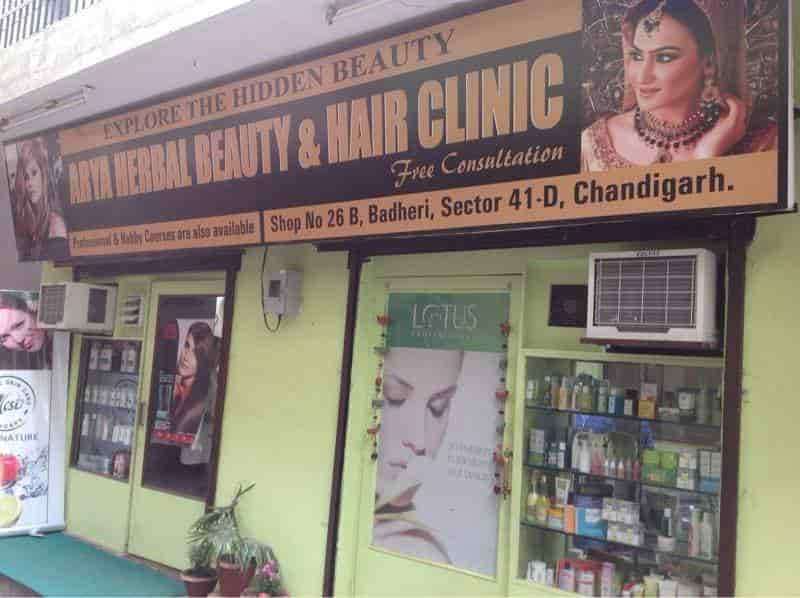 EXPLORE THE HIDDEN BEAUTY
ARYA HERBAL BEAUTY & HAIR CLINIC
Free Consultation
Professional & Hobby Courses are also available
Shop No 26 B, Badheri, Sector 41-D, Chandigarh.
LOTUS
NATURE